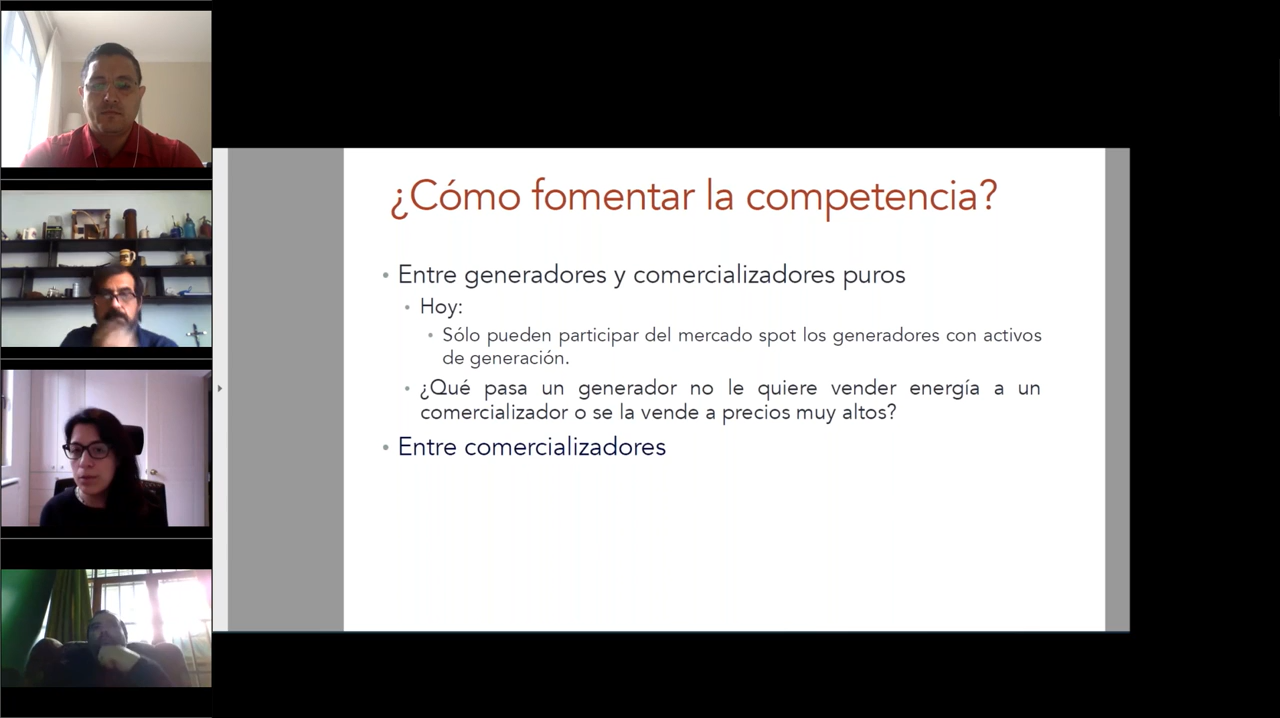 ¿Cómo fomentar la competencia?
• Entre generadores y comercializadores puros
• Hoy:
• Sólo pueden participar del mercado spot los generadores con activos
de generación.
• ¿Qué pasa un generador no le quiere vender energía a un
comercializador o se la vende a precios muy altos?
• Entre comercializadores